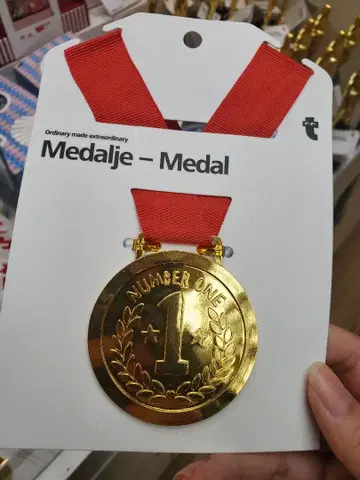 Ordinary made extraordinary
Medalje – Medal
t
NUMBER ONE
1